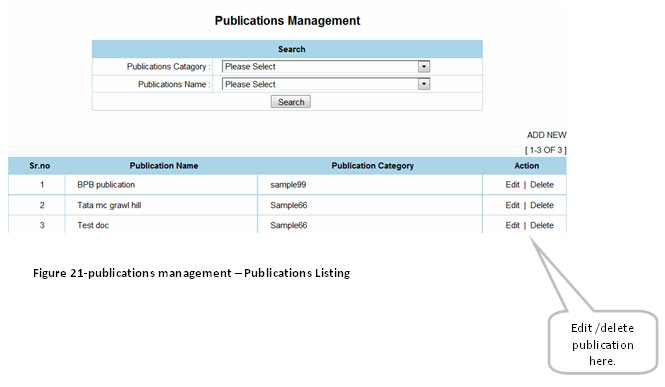 Publications Management
Search
Publications Catagory : Please Select
Publications Name : Please Select
Search
ADD NEW
[ 1-3 OF 3 ]
Sr.no Publication Name Publication Category Action
1 BPB publication sample99 Edit | Delete
2 Tata mc grawl hill Sample66 Edit | Delete
3 Test doc Sample66 Edit | Delete
Figure 21-publications management – Publications Listing
Edit /delete
publication
here.